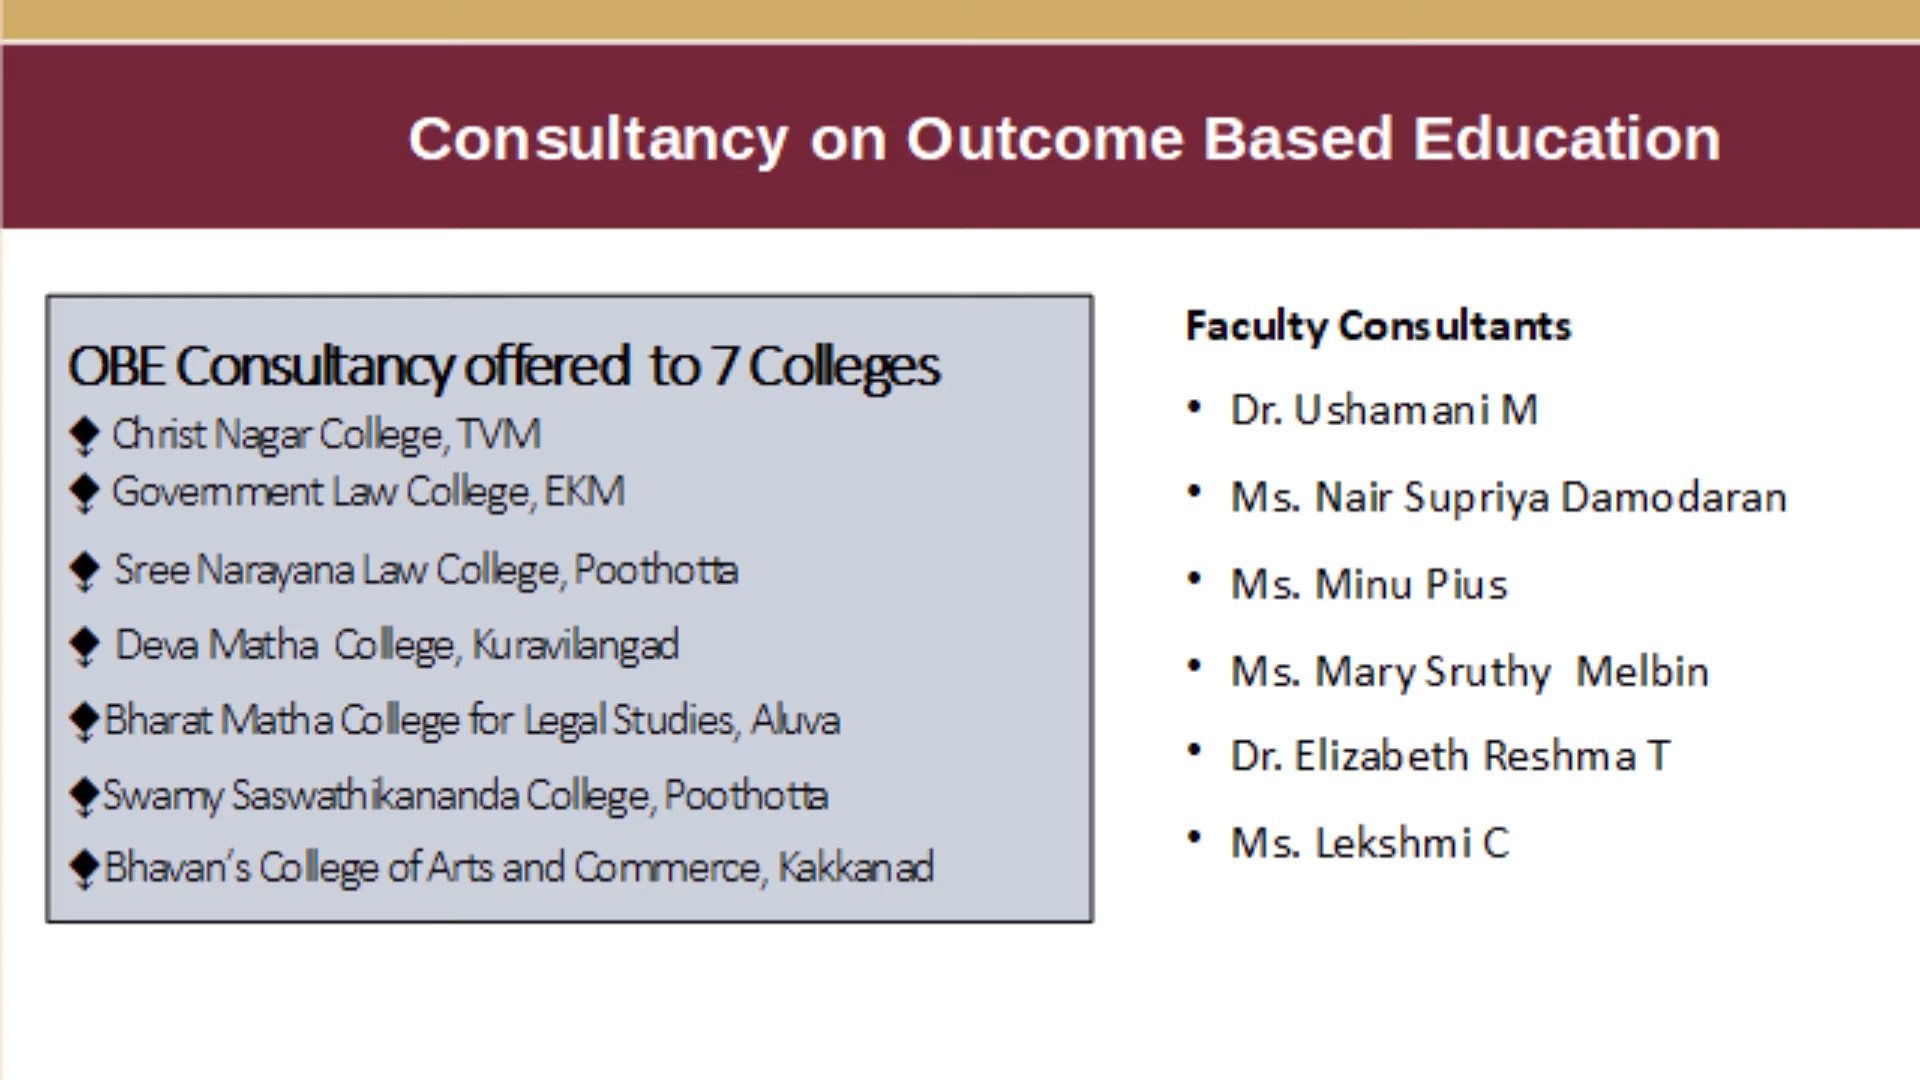 Consultancy on Outcome Based Education
OBE Consultancy offered to 7 Colleges
Christ Nagar College, TVM
Government Law College, EKM
Sree Narayana Law College, Poothotta
Deva Matha College, Kuravilangad
Bharat Matha College for Legal Studies, Aluva
Swamy Saswathikananda College, Poothotta
Bhavan's College of Arts and Commerce, Kakkanad
Faculty Consultants
• Dr. Ushamani M
• Ms. Nair Supriya Damodaran
• Ms. Minu Pius
• Ms. Mary Sruthy Melbin
• Dr. Elizabeth Reshma T
• Ms. Lekshmi C